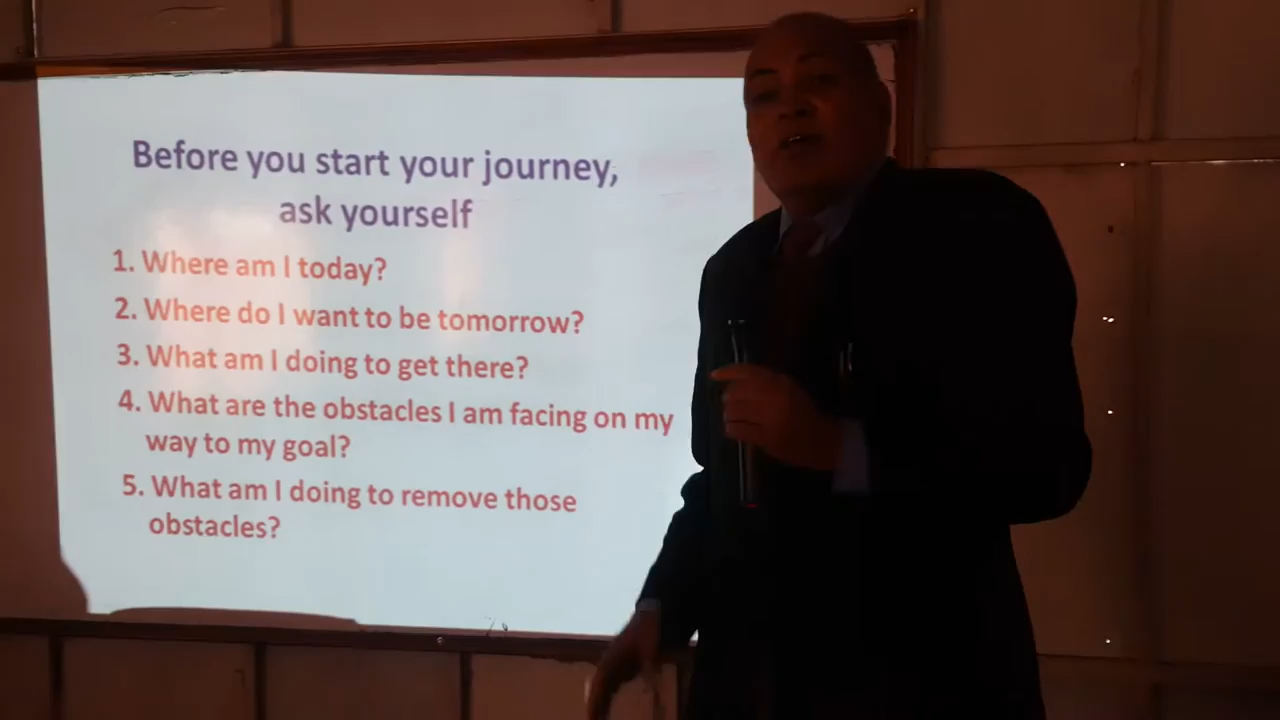 Before you start your journey,
ask yourself
1. Where am I today?
2. Where do I want to be tomorrow?
3. What am I doing to get there?
4. What are the obstacles I am facing on my
way to my goal?
5. What am I doing to remove those
obstacles?